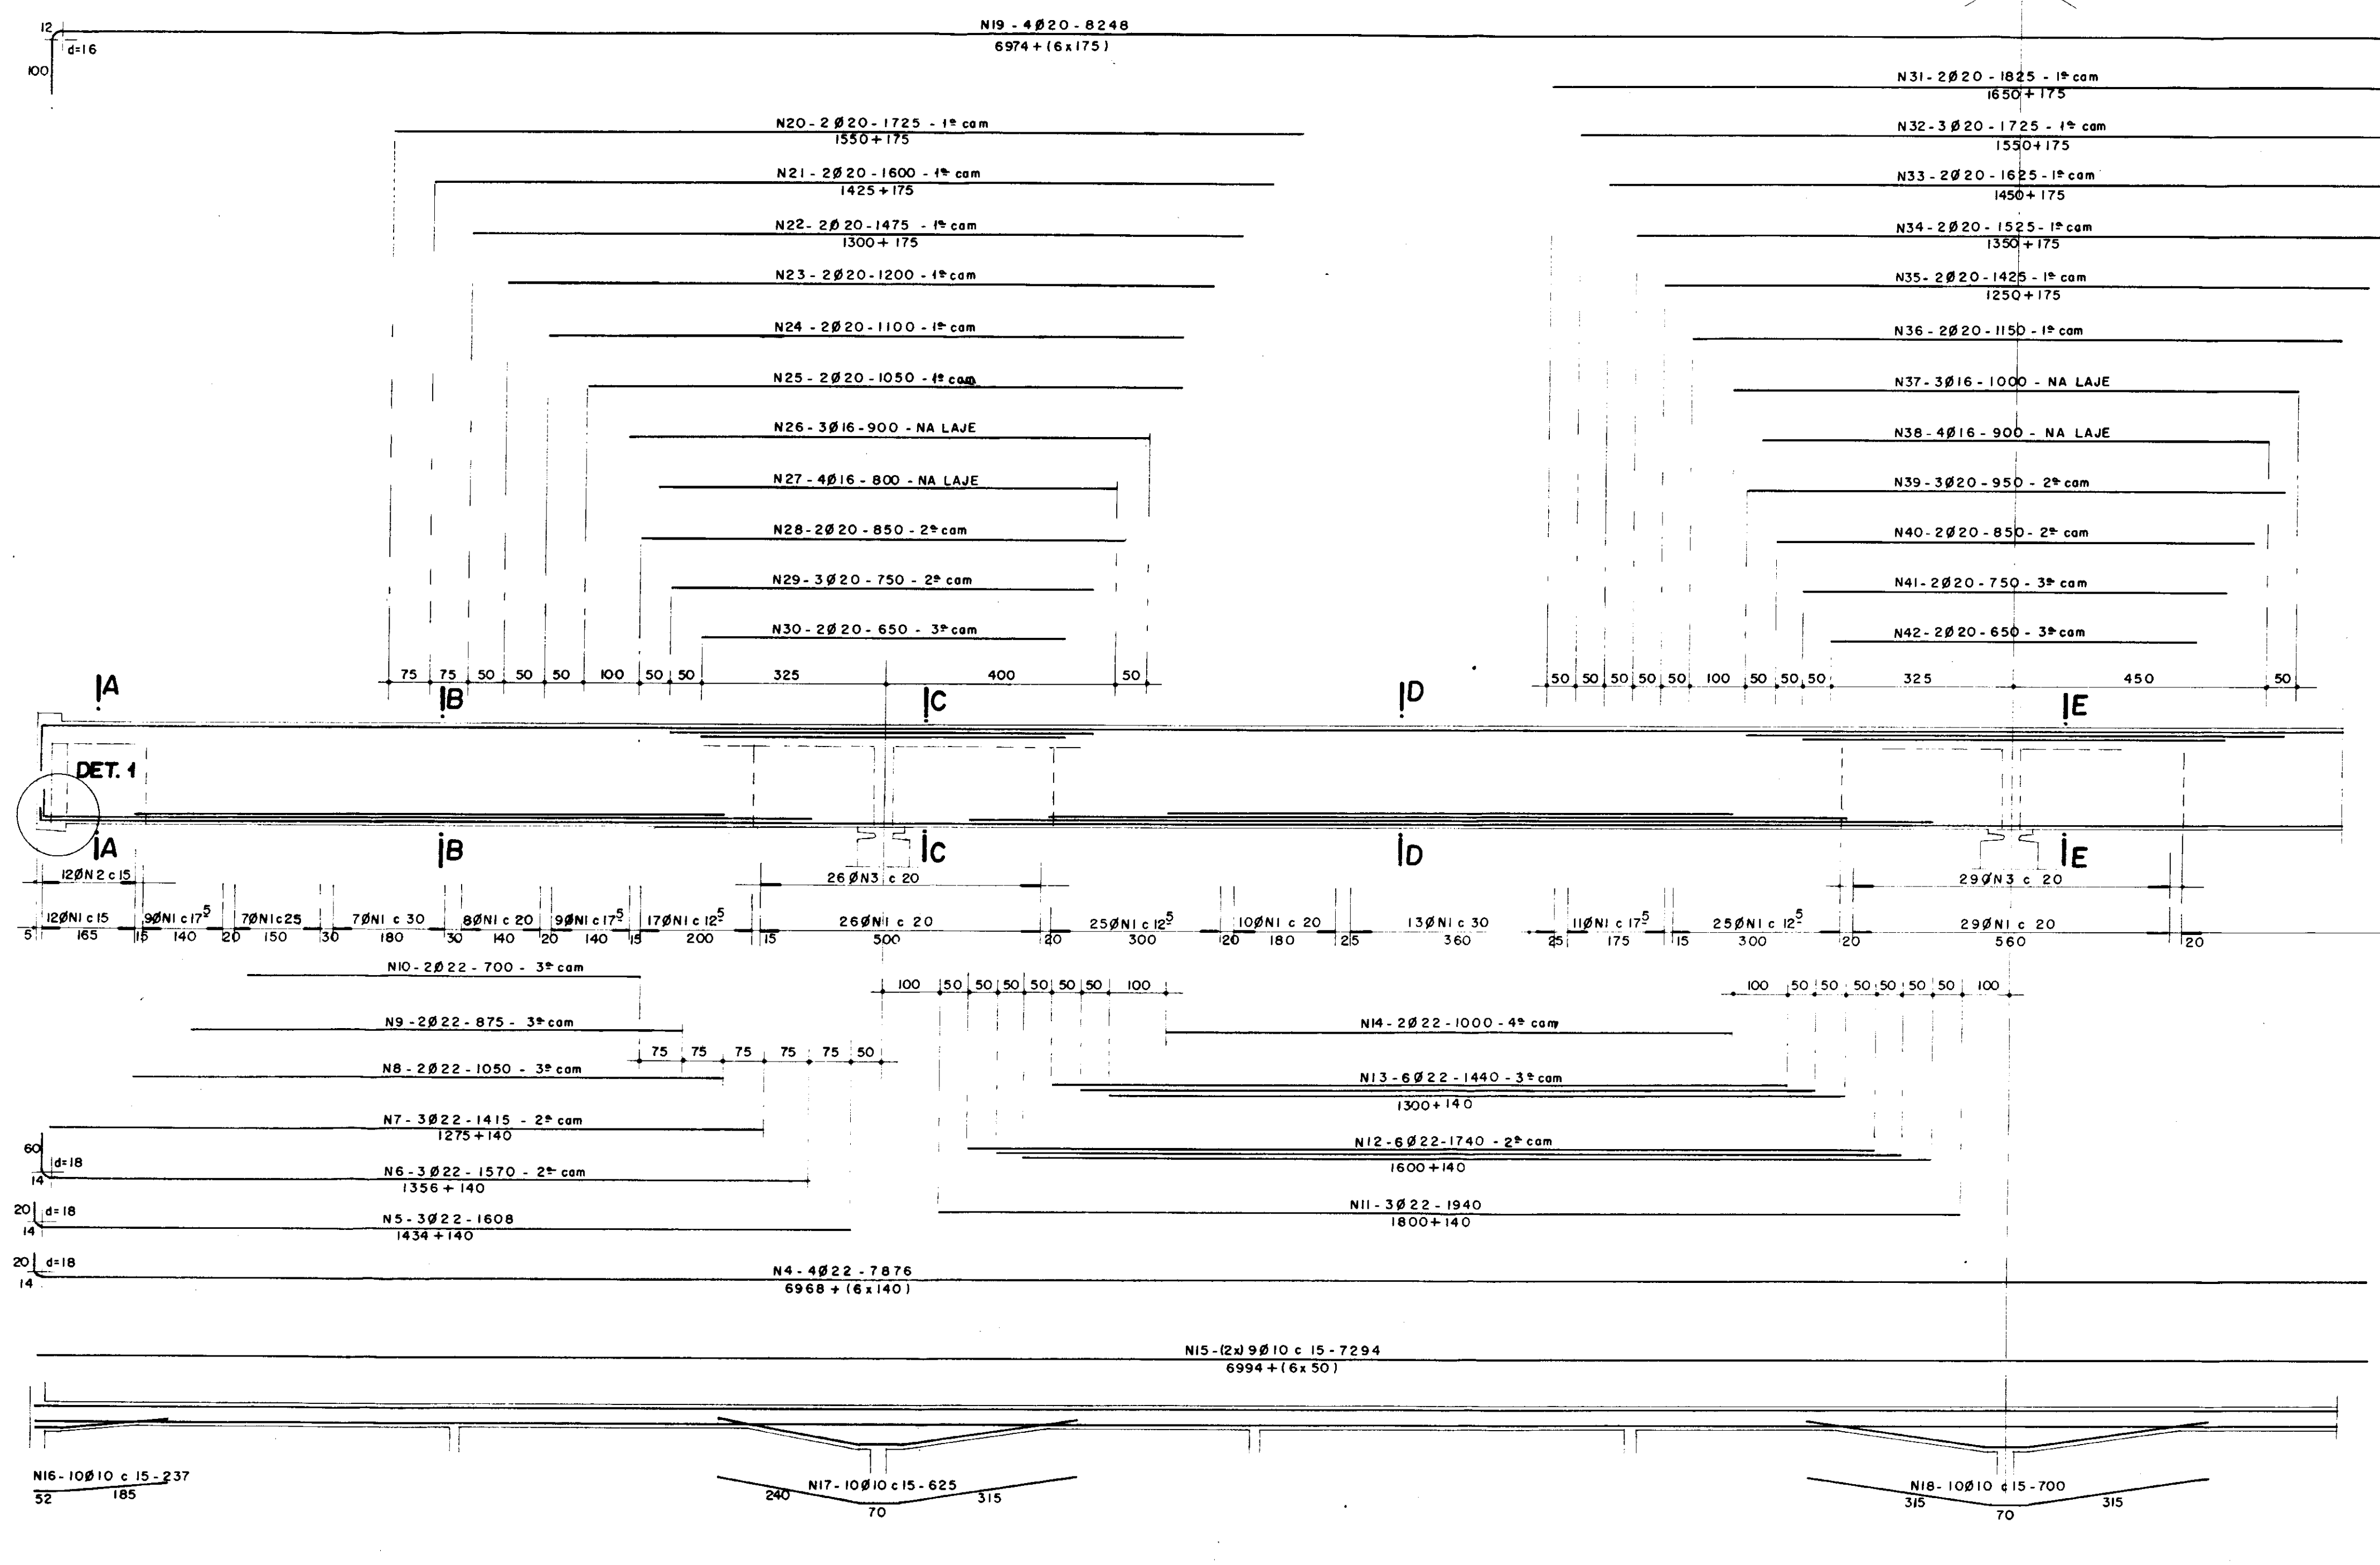 N19 - 4Ø20 - 8248
6974 + (6x175)
12
d=16
100
N31 - 2Ø20 - 1825 - 1ª cam
1650 + 175
N20 - 2Ø20 - 1725 - 1ª cam
1550 + 175
N32 - 3Ø20 - 1725 - 1ª cam
1550 + 175
N21 - 2Ø20 - 1600 - 1ª cam
1425 + 175
N33 - 2Ø20 - 1625 - 1ª cam
1450 + 175
N22 - 2Ø20 - 1475 - 1ª cam
1300 + 175
N34 - 2Ø20 - 1525 - 1ª cam
1350 + 175
N23 - 2Ø20 - 1200 - 1ª cam
N35 - 2Ø20 - 1425 - 1ª cam
1250 + 175
N24 - 2Ø20 - 1100 - 1ª cam
N36 - 2Ø20 - 1150 - 1ª cam
N25 - 2Ø20 - 1050 - 1ª cam
N37 - 3Ø16 - 1000 - NA LAJE
N26 - 3Ø16 - 900 - NA LAJE
N38 - 4Ø16 - 900 - NA LAJE
N27 - 4Ø16 - 800 - NA LAJE
N39 - 3Ø20 - 950 - 2ª cam
N28 - 2Ø20 - 850 - 2ª cam
N40 - 2Ø20 - 850 - 2ª cam
N29 - 3Ø20 - 750 - 2ª cam
N41 - 2Ø20 - 750 - 3ª cam
N30 - 2Ø20 - 650 - 3ª cam
N42 - 2Ø20 - 650 - 3ª cam
75 75 50 50 50 100 50 50 325 400 50
50 50 50 50 50 100 50 50 50 325 450 50
A B C D E
DET. 1
A B C D E
12ØN2 c 15 26ØN3 c 20 29ØN3 c 20
12ØN1 c 15 9ØN1 c 17⁵ 7ØN1 c 25 7ØN1 c 30 8ØN1 c 20 9ØN1 c 17⁵ 17ØN1 c 12⁵ 26ØN1 c 20 25ØN1 c 12⁵ 10ØN1 c 20 13ØN1 c 30 11ØN1 c 17⁵ 25ØN1 c 12⁵ 29ØN1 c 20
5 165 15 140 20 150 30 180 30 140 20 140 15 200 15 500 20 300 20 180 25 360 25 175 15 300 20 560 20
N10 - 2Ø22 - 700 - 3ª cam
100 50 50 50 50 50 100
100 50 50 50 50 50 50 100
N9 - 2Ø22 - 875 - 3ª cam
N14 - 2Ø22 - 1000 - 4ª cam
75 75 75 75 75 50
N8 - 2Ø22 - 1050 - 3ª cam
N13 - 6Ø22 - 1440 - 3ª cam
1300 + 140
N7 - 3Ø22 - 1415 - 2ª cam
1275 + 140
N12 - 6Ø22 - 1740 - 2ª cam
1600 + 140
60
d=18
14
N6 - 3Ø22 - 1570 - 2ª cam
1356 + 140
N11 - 3Ø22 - 1940
1800 + 140
20
d=18
14
N5 - 3Ø22 - 1608
1434 + 140
20
d=18
14
N4 - 4Ø22 - 7876
6968 + (6x140)
N15 - (2x) 9Ø10 c 15 - 7294
6994 + (6x50)
N16 - 10Ø10 c 15 - 237
52 185
N17 - 10Ø10 c 15 - 625
240 70 315
N18 - 10Ø10 c 15 - 700
315 70 315